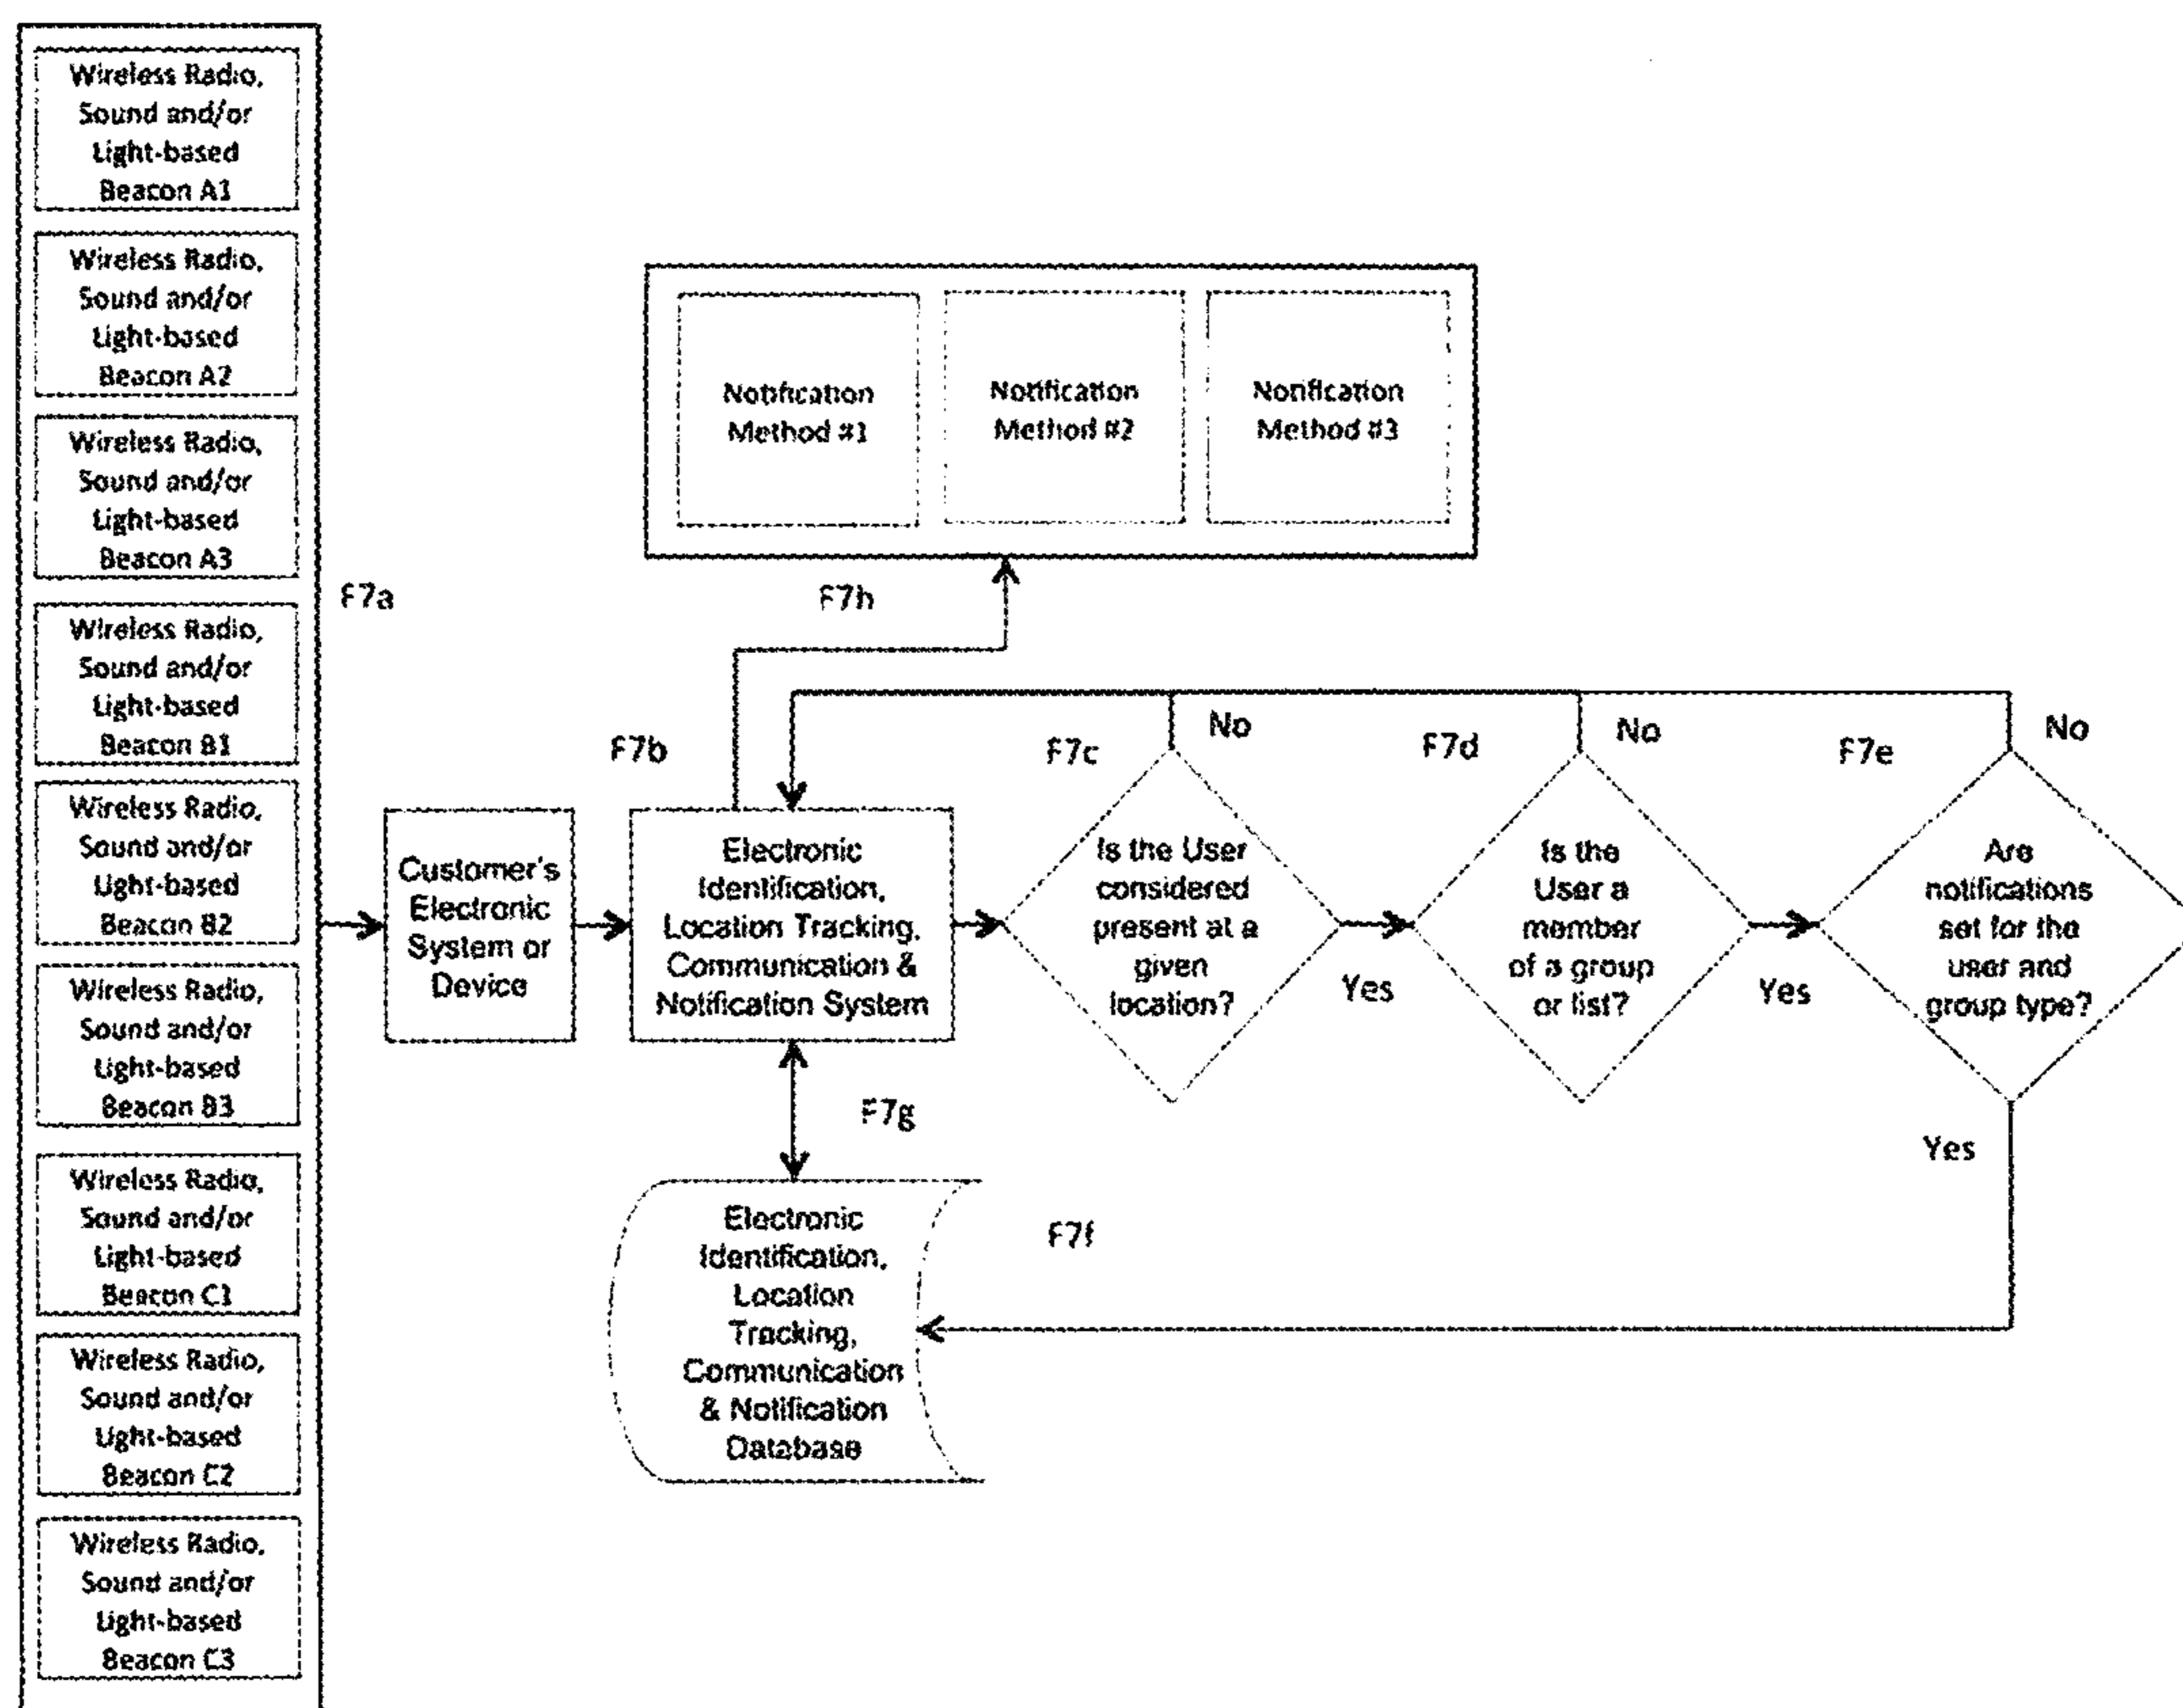 Wireless Radio,
Sound and/or
Light-based
Beacon A1
Wireless Radio,
Sound and/or
Light-based
Beacon A2
Wireless Radio,
Sound and/or
Light-based
Beacon A3
Wireless Radio,
Sound and/or
Light-based
Beacon B1
Wireless Radio,
Sound and/or
Light-based
Beacon B2
Wireless Radio,
Sound and/or
Light-based
Beacon B3
Wireless Radio,
Sound and/or
Light-based
Beacon C1
Wireless Radio,
Sound and/or
Light-based
Beacon C2
Wireless Radio,
Sound and/or
Light-based
Beacon C3
F7a
Customer's
Electronic
System or
Device
Notification
Method #1
Notification
Method #2
Notification
Method #3
F7h
F7b
Electronic
Identification,
Location Tracking,
Communication &
Notification System
F7c
No
Is the User
considered
present at a
given
location?
Yes
F7d
No
Is the
User a
member
of a group
or list?
Yes
F7e
No
Are
notifications
set for the
user and
group type?
Yes
F7g
F7f
Electronic
Identification,
Location
Tracking,
Communication
& Notification
Database